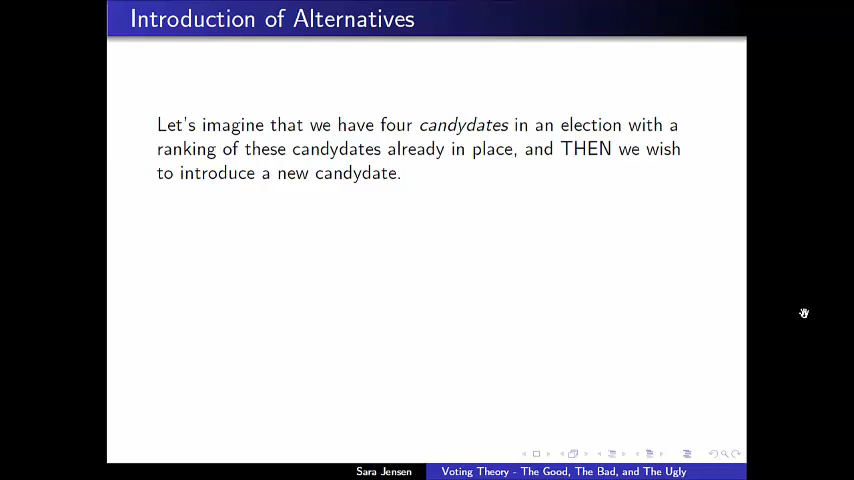 Introduction of Alternatives
Let's imagine that we have four candydates in an election with a
ranking of these candydates already in place, and THEN we wish
to introduce a new candydate.
Sara Jensen
Voting Theory - The Good, The Bad, and The Ugly